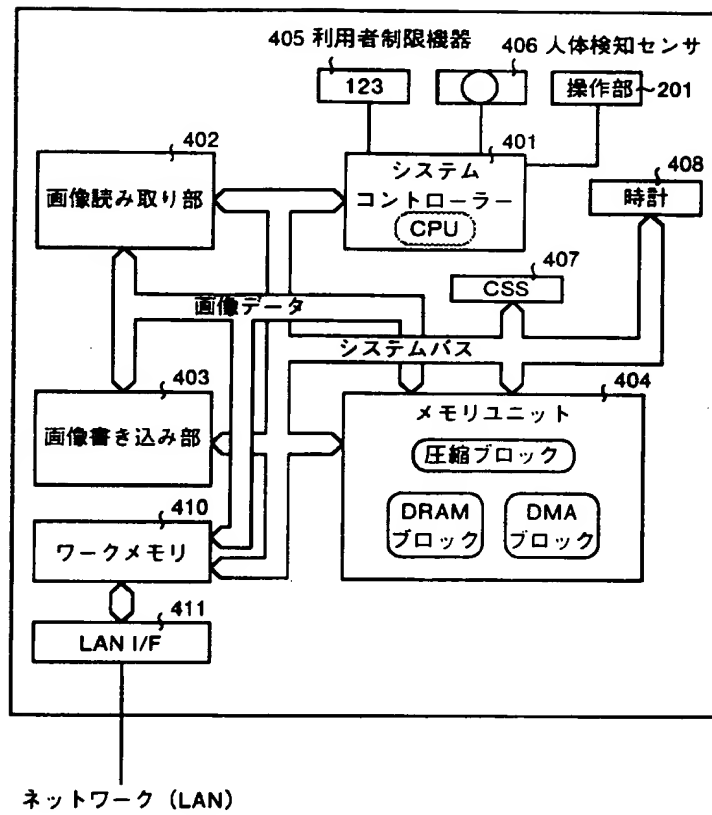 405 利用者制限機器
406 人体検知センサ
123
操作部
201
402
401
408
画像読み取り部
システム
コントローラー
CPU
時計
407
CSS
画像データ
システムバス
403
404
画像書き込み部
メモリユニット
圧縮ブロック
DRAM
ブロック
DMA
ブロック
410
ワークメモリ
411
LAN I/F
ネットワーク (LAN)